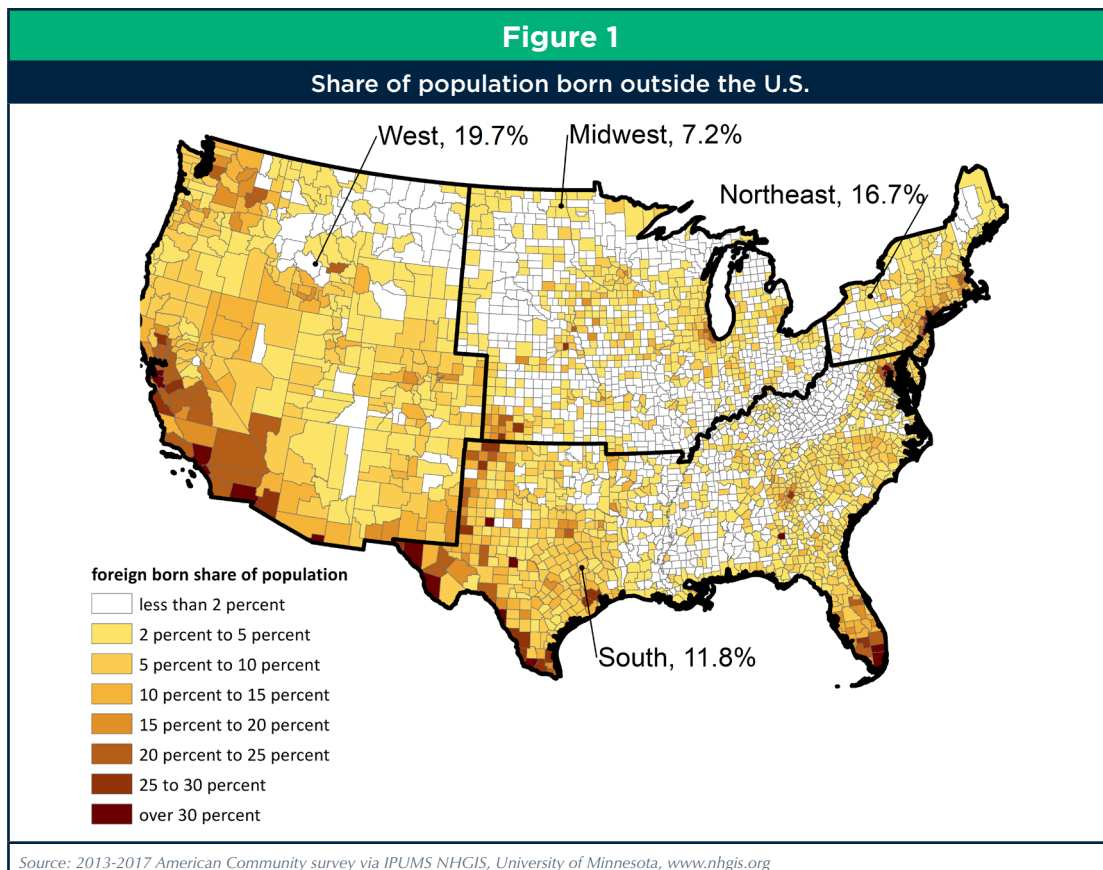 Figure 1
Share of population born outside the U.S.
West, 19.7%
Midwest, 7.2%
Northeast, 16.7%
South, 11.8%
foreign born share of population
less than 2 percent
2 percent to 5 percent
5 percent to 10 percent
10 percent to 15 percent
15 percent to 20 percent
20 percent to 25 percent
25 to 30 percent
over 30 percent
Source: 2013-2017 American Community survey via IPUMS NHGIS, University of Minnesota, www.nhgis.org